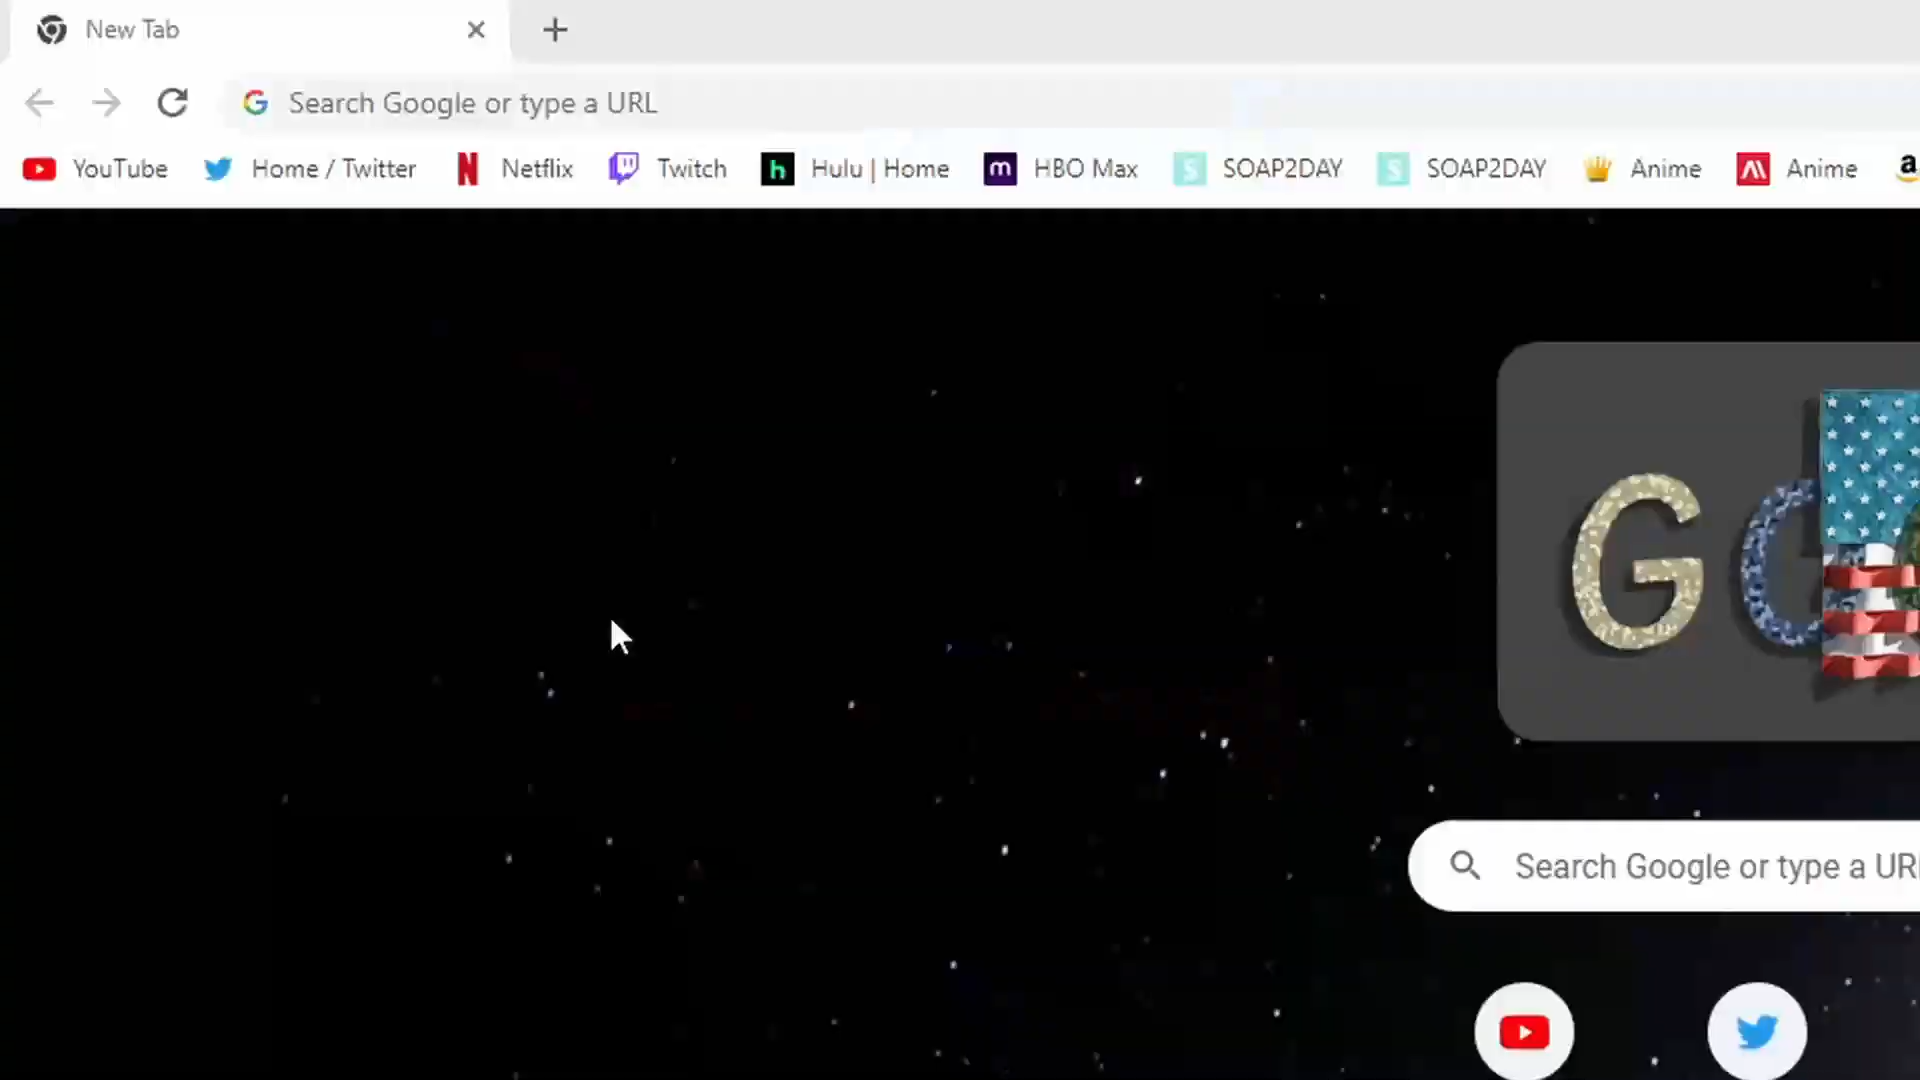 New Tab
Search Google or type a URL
YouTube Home / Twitter Netflix Twitch Hulu | Home HBO Max SOAP2DAY SOAP2DAY Anime Anime
G
Search Google or type a UR